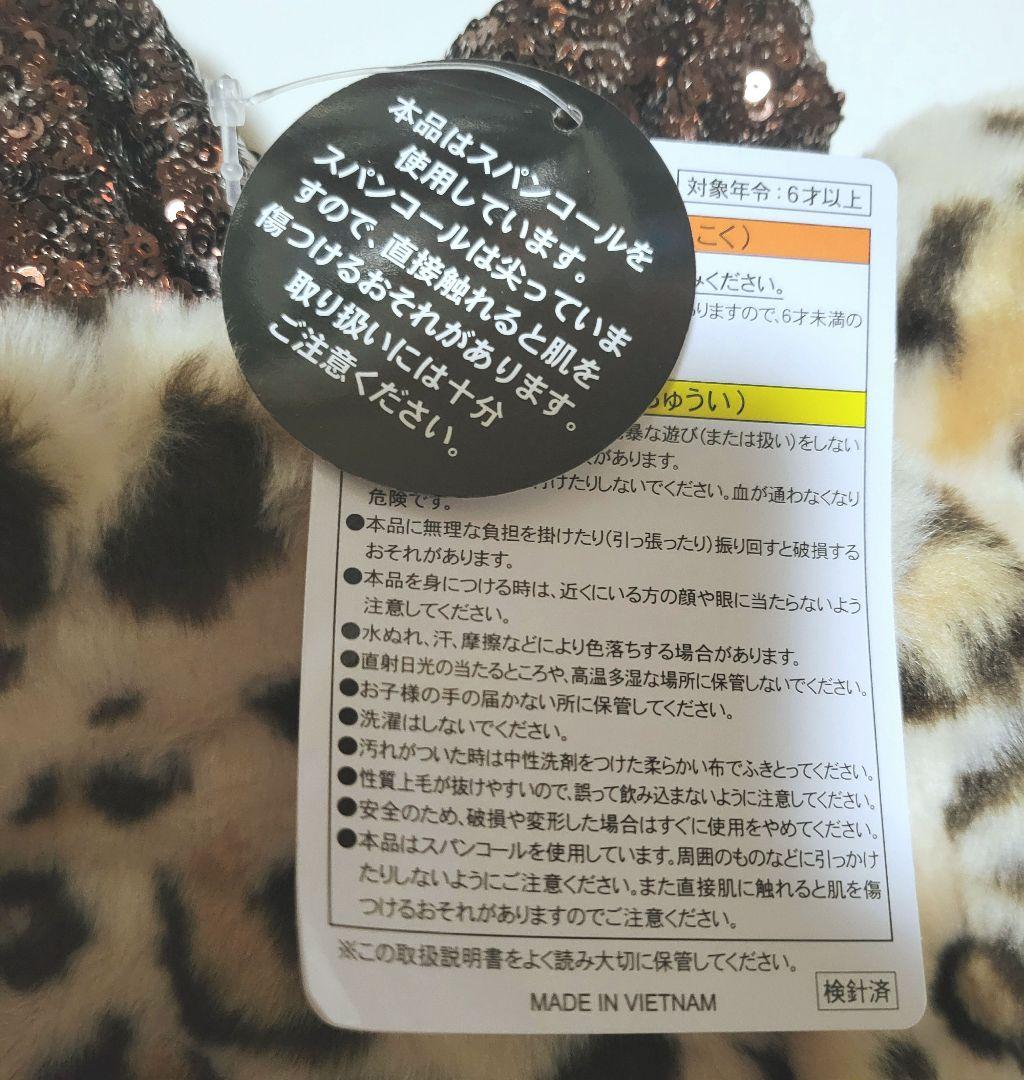 本品はスパンコールを
使用しています。
スパンコールは尖っていま
すので、直接触れると肌を
傷つけるおそれがあります。
取り扱いには十分
ご注意ください。
対象年令:6才以上
こく)
ください。
ありますので、6才未満の
ゅうい)
暴な遊び(または扱い)をしない
があります。
けたりしないでください。血が通わなくなり
危険です。
●本品に無理な負担を掛けたり(引っ張ったり)振り回すと破損する
おそれがあります。
●本品を身につける時は、近くにいる方の顔や眼に当たらないよう
注意してください。
●水ぬれ、汗、摩擦などにより色落ちする場合があります。
●直射日光の当たるところや、高温多湿な場所に保管しないでください。
●お子様の手の届かない所に保管してください。
●洗濯はしないでください。
●汚れがついた時は中性洗剤をつけた柔らかい布でふきとってください。
●性質上毛が抜けやすいので、誤って飲み込まないように注意してください。
●安全のため、破損や変形した場合はすぐに使用をやめてください。
●本品はスパンコールを使用しています。周囲のものなどに引っかけ
たりしないようにご注意ください。また直接肌に触れると肌を傷
つけるおそれがありますのでご注意ください。
※この取扱説明書をよく読み大切に保管してください。
MADE IN VIETNAM
検針済